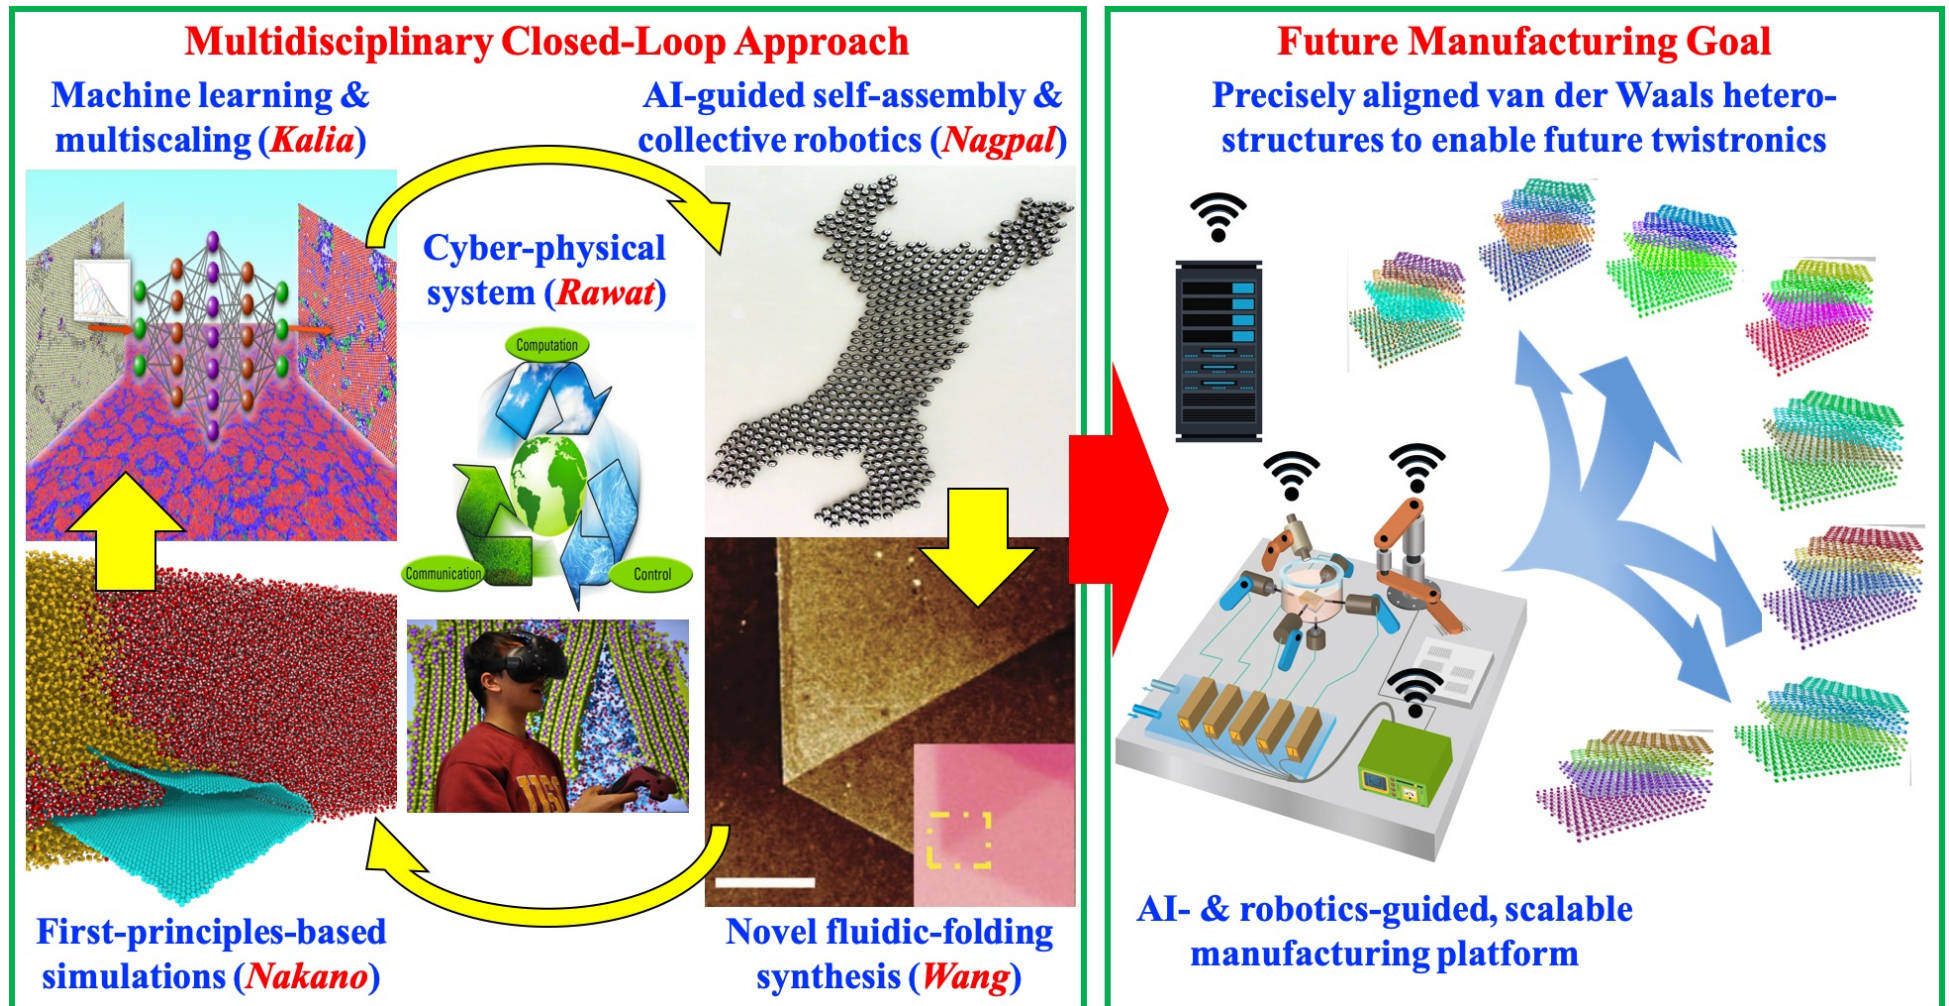 Multidisciplinary Closed-Loop Approach
Machine learning &
multiscaling (Kalia)
AI-guided self-assembly &
collective robotics (Nagpal)
Cyber-physical
system (Rawat)
Computation
Communication
Control
First-principles-based
simulations (Nakano)
Novel fluidic-folding
synthesis (Wang)
Future Manufacturing Goal
Precisely aligned van der Waals hetero-
structures to enable future twistronics
AI- & robotics-guided, scalable
manufacturing platform